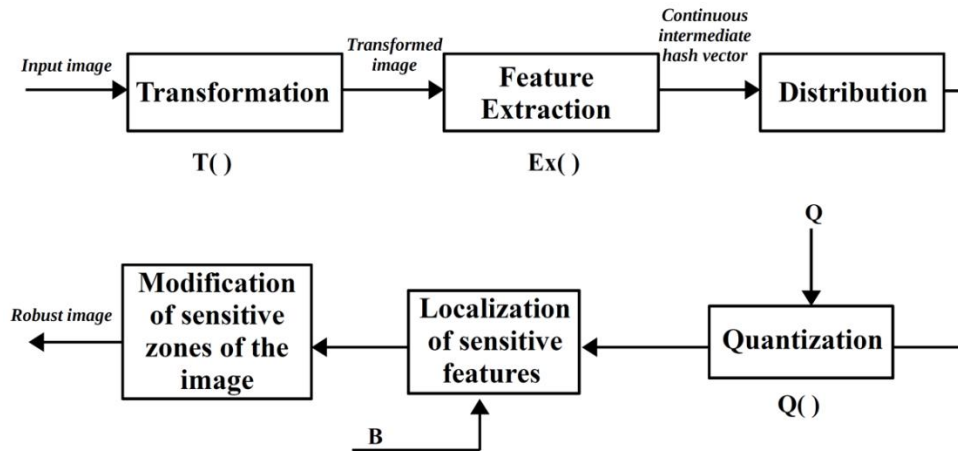 Input image
Transformation
T( )
Transformed
image
Feature
Extraction
Ex( )
Continuous
intermediate
hash vector
Distribution
Q
Quantization
Q( )
Localization
of sensitive
features
B
Modification
of sensitive
zones of the
image
Robust image